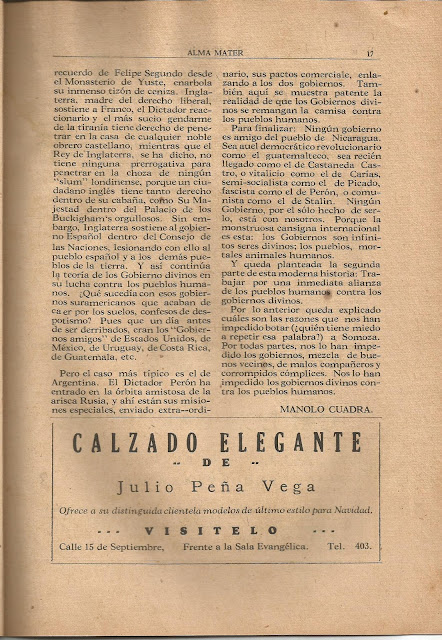 ALMA MATER 17
recuerdo de Felipe Segundo desde
el Monasterio de Yuste, enarbola
su inmenso tizón de ceniza. Ingla-
terra, madre del derecho liberal,
sostiene a Franco, el Dictador reac-
cionario y el más sucio gendarme
de la tiranía tiene derecho de pene-
trar en la casa de cualquier noble
obrero castellano, mientras que el
Rey de Inglaterra, se ha dicho, no
tiene ninguna prerrogativa para
penetrar en la choza de ningún
"slum" londinense, porque un ciu-
dadano inglés tiene tanto derecho
dentro de su cabaña, como Su Ma-
jestad dentro del Palacio de los
Buckigham's orgullosos. Sin em-
bargo, Inglaterra sostiene al gobier-
no Español dentro del Consejo de
las Naciones, lesionando con ello al
pueblo español y a los demás pue-
blos de la tierra. Y así continúa
la teoría de los Gobierno divinos en
su lucha contra los pueblos huma-
nos. ¿Qué sucedía con esos gobier-
nos suramericanos que acaban de
caer por los suelos, confesos de des-
potismo? Pues que un día antes
de ser derribados, eran los "Gobier-
nos amigos" de Estados Unidos, de
México, de Uruguay, de Costa Rica,
de Guatemala, etc.
Pero el caso más típico es el de
Argentina. El Dictador Perón ha
entrado en la órbita amistosa de la
arisca Rusia, y ahí están sus misio-
nes especiales, enviado extra--ordi-
nario, sus pactos comerciale, enla-
zando a los dos gobiernos. Tam-
bién aquí se muestra patente la
realidad de que los Gobiernos divi-
nos se remangan la camisa contra
los pueblos humanos.
Para finalizar: Ningún gobierno
es amigo del pueblo de Nicaragua.
Sea auel democrático revolucionario
como el guatemalteco, sea recién
llegado como el de Castaneda Cas-
tro, o vitalicio como el de Carías,
semi-socialista como el de Picado,
fascista como el de Perón, o comu-
nista como el de Stalin. Ningún
Gobierno, por el sólo hecho de ser-
lo, está con nosotros. Porque la
monstruosa cansigna internacional
es esta: los Gobiernos son infini-
tos seres divinos; los pueblos, mor-
tales animales humanos.
Y queda planteada la segunda
parte de esta moderna historia: Tra-
bajar por una inmediata alianza
de los pueblos humanos contra los
gobiernos divinos.
Por lo anterior queda explicado
cuáles son las razones que nos han
impedido botar (¿quién tiene miedo
a repetir esa palabra?) a Somoza.
Por todas partes, nos lo han impe-
dido los gobiernos, mezcla de bue-
nos vecinos, de malos compañeros y
corrompidos cómplices. Nos lo han
impedido los gobiernos divinos con-
tra los pueblos humanos.
MANOLO CUADRA.
CALZADO ELEGANTE
-- DE --
Julio Peña Vega
Ofrece a su distinguida clientela modelos de último estilo para Navidad.
--- VISITELO ---
Calle 15 de Septiembre, Frente a la Sala Evangélica. Tel. 403.